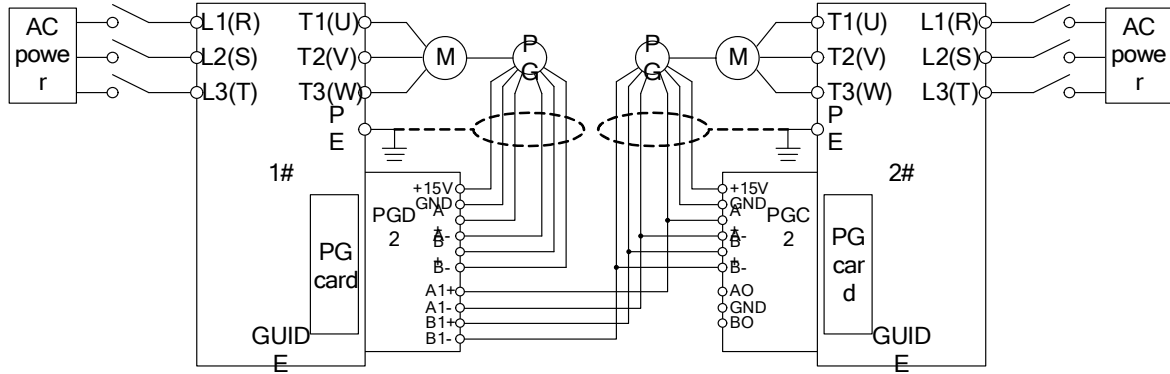 AC
powe
r
L1(R)
L2(S)
L3(T)
T1(U)
T2(V)
T3(W)
P
E
M
P
G
1#
PG
card
GUID
E
PGD
2
+15V
GND
A
+
A-
B
+
B-
A1+
A1-
B1+
B1-
P
G
M
T1(U)
T2(V)
T3(W)
P
E
L1(R)
L2(S)
L3(T)
AC
powe
r
2#
PGC
2
+15V
GND
A
+
A-
B
+
B-
AO
GND
BO
PG
car
d
GUID
E